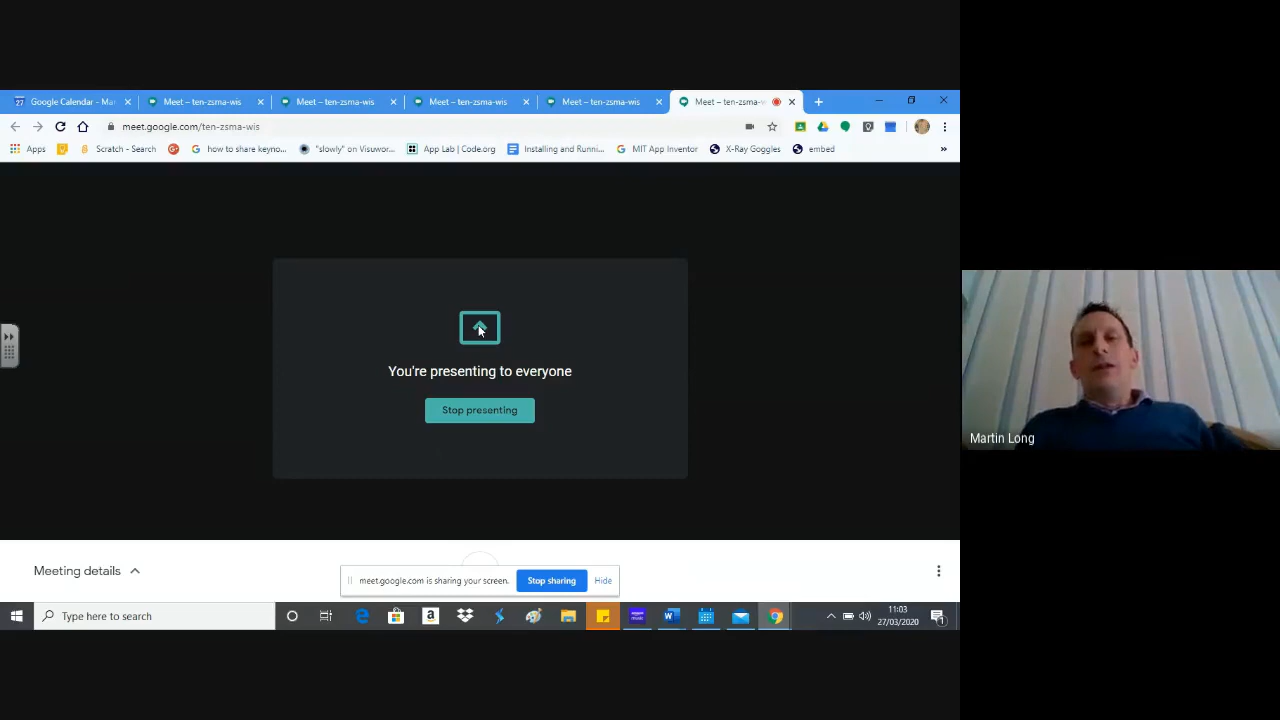 Google Calendar - Ma
Meet – ten-zsma-wis
Meet – ten-zsma-wis
Meet – ten-zsma-wis
Meet – ten-zsma-wis
Meet – ten-zsma-w
meet.google.com/ten-zsma-wis
Apps
Scratch - Search
how to share keyno...
"slowly" on Visuwor...
App Lab | Code.org
Installing and Runni...
MIT App Inventor
X-Ray Goggles
embed
You're presenting to everyone
Stop presenting
Martin Long
Meeting details
meet.google.com is sharing your screen.
Stop sharing
Hide
Type here to search
11:03
27/03/2020